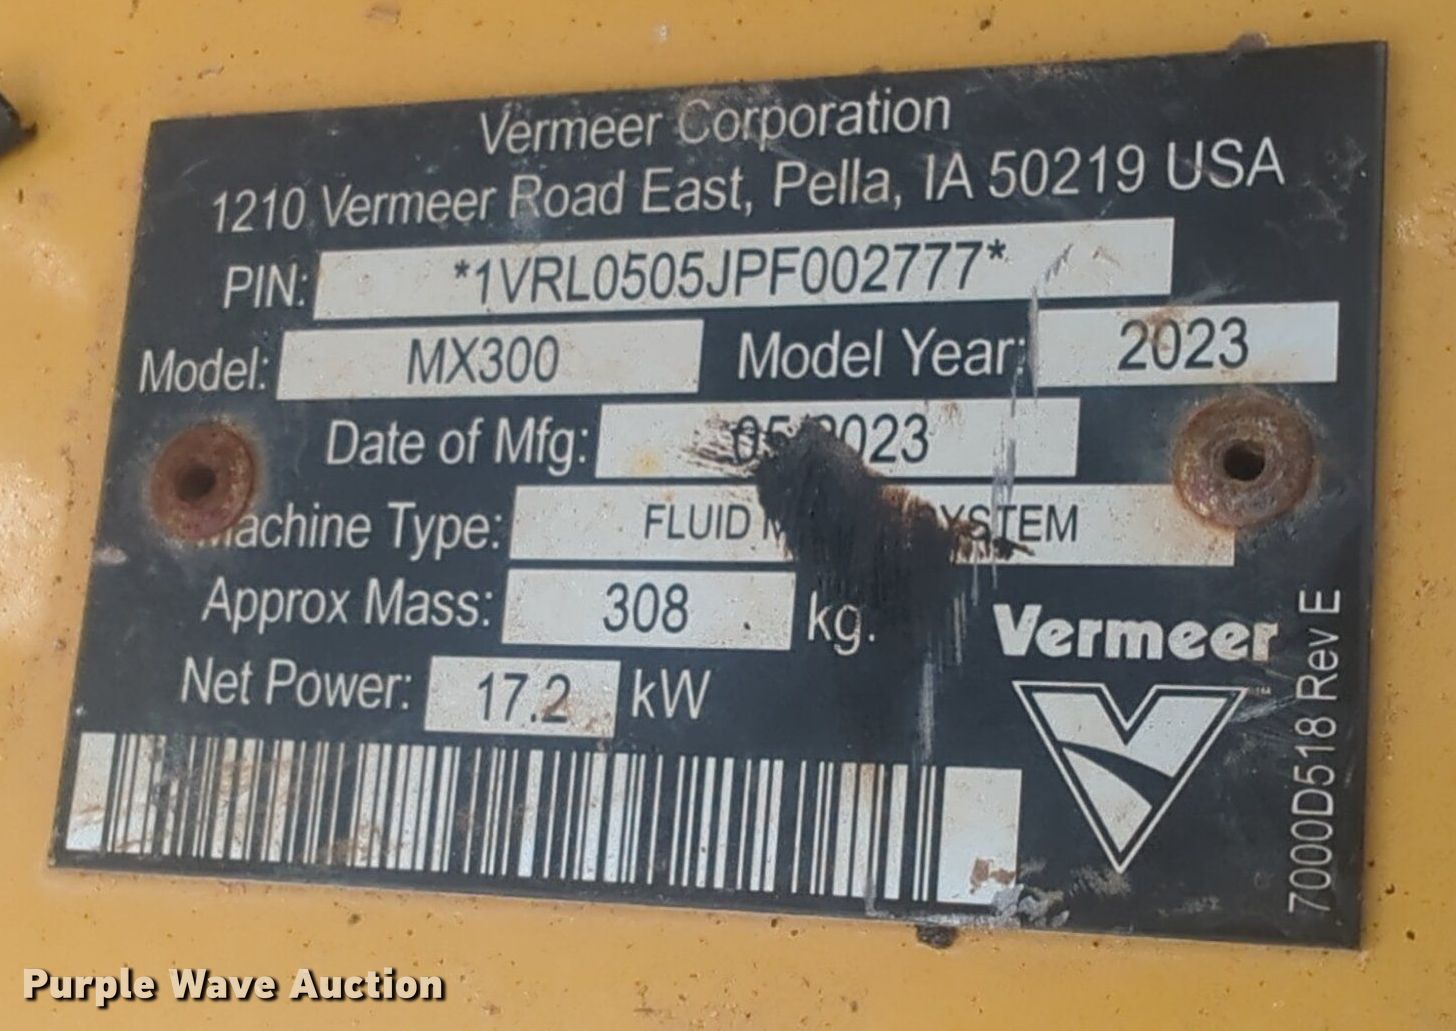 Vermeer Corporation
1210 Vermeer Road East, Pella, IA 50219 USA
PIN: *1VRL0505JPF002777*
Model: MX300 Model Year: 2023
Date of Mfg: 05/2023
Machine Type: FLUID
Approx Mass: 308 kg.
Net Power: 17.2 kW
Vermeer
7000D518 Rev E
Purple Wave Auction